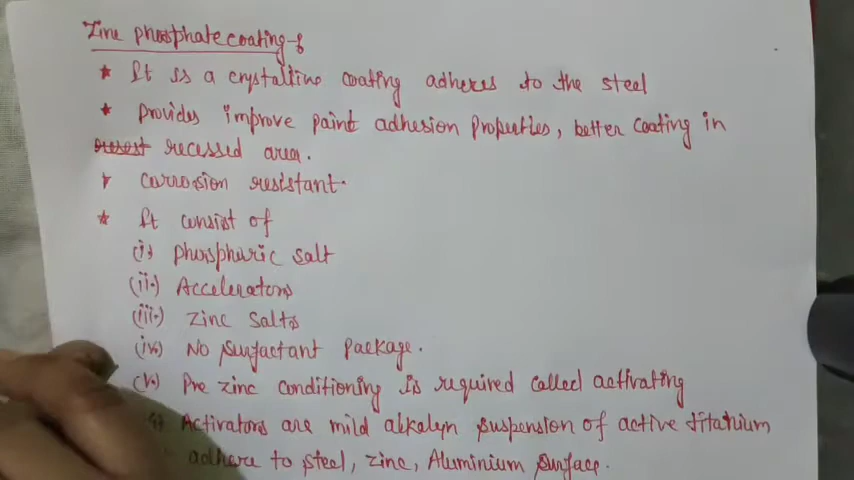 Zinc phosphate coating :-
* It is a crystalline coating adheres to the steel
* Provides improve paint adhesion properties, better coating in
recessed area.
* Corrosion resistant.
* It consist of
(i) phosphuric salt
(ii) Accelerators
(iii) Zinc Salts
(iv) No Surfactant Package.
(v) Pre zinc conditioning is required called activating
Activators are mild alkalyn suspension of active titanium
adhere to steel, zinc, Aluminium surface.